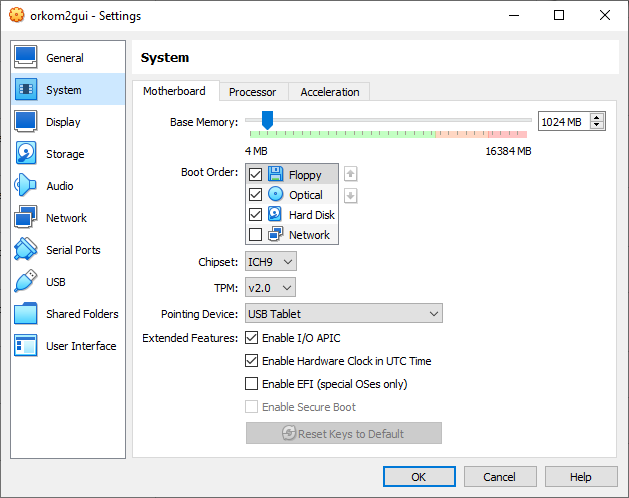 orkom2gui - Settings
General
System
Display
Storage
Audio
Network
Serial Ports
USB
Shared Folders
User Interface
System
Motherboard Processor Acceleration
Base Memory: 1024 MB
4 MB 16384 MB
Boot Order: Floppy
Optical
Hard Disk
Network
Chipset: ICH9
TPM: v2.0
Pointing Device: USB Tablet
Extended Features: Enable I/O APIC
Enable Hardware Clock in UTC Time
Enable EFI (special OSes only)
Enable Secure Boot
Reset Keys to Default
OK Cancel Help